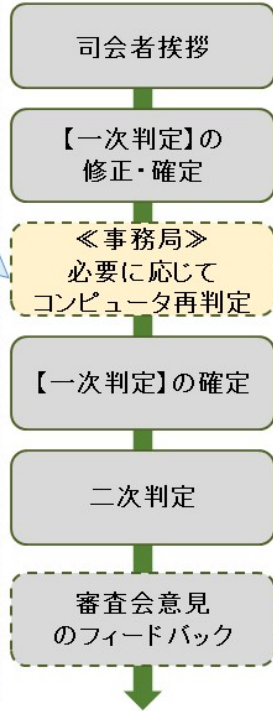 司会者挨拶
【一次判定】の
修正・確定
≪事務局≫
必要に応じて
コンピュータ再判定
【一次判定】の確定
二次判定
審査会意見
のフィードバック